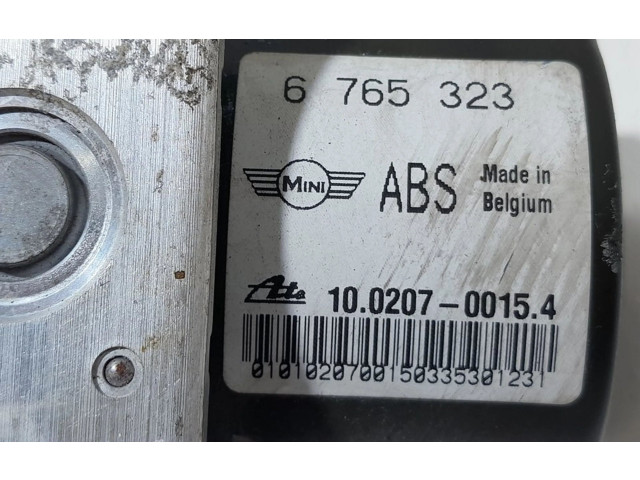 6 765 323
MINI
ABS
Made in
Belgium
Ate
10.0207-0015.4
0101020700150335301231